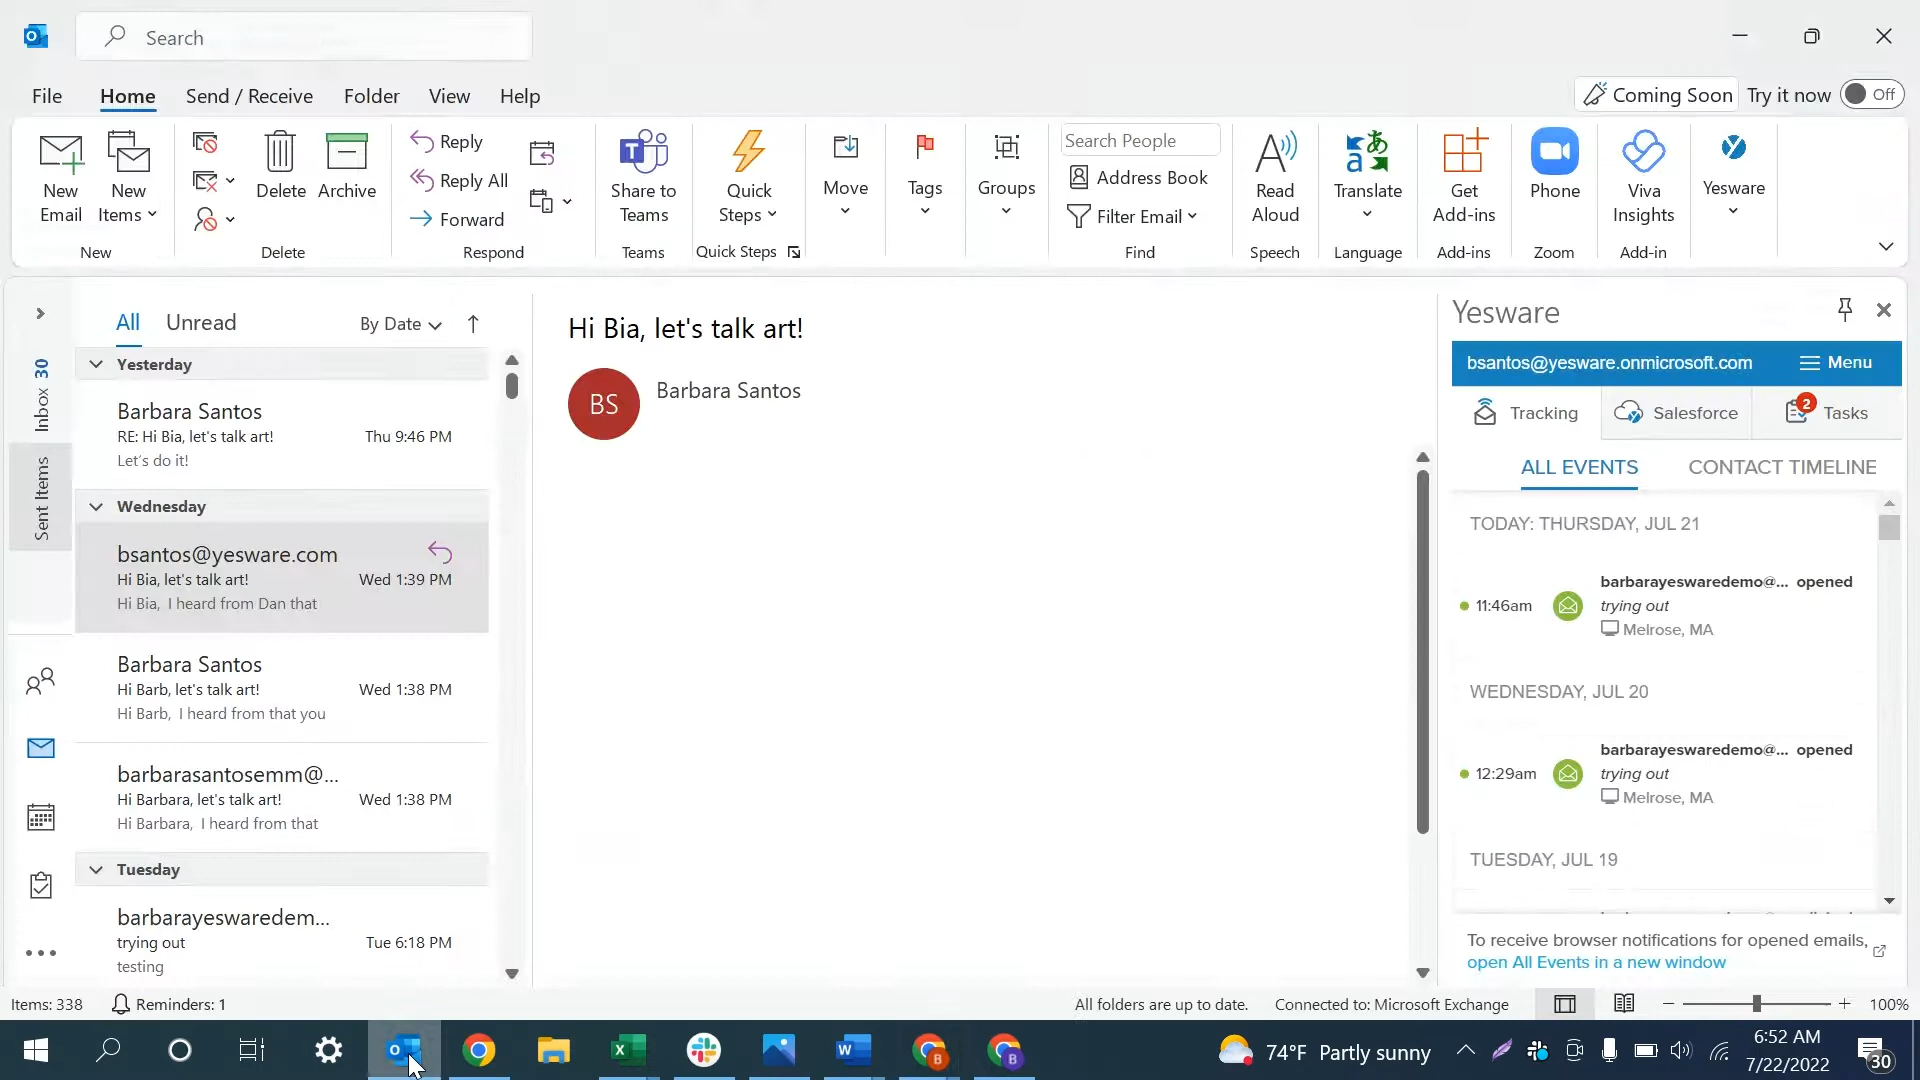 Search
File Home Send / Receive Folder View Help
Coming Soon Try it now Off
New Email
New Items
New
Delete
Archive
Delete
Reply
Reply All
Forward
Respond
Share to Teams
Teams
Quick Steps
Quick Steps
Move
Tags
Groups
Search People
Address Book
Filter Email
Find
Read Aloud
Speech
Translate
Language
Get Add-ins
Add-ins
Phone
Zoom
Viva Insights
Add-in
Yesware
Inbox 30
Sent Items
All Unread By Date
Yesterday
Barbara Santos
RE: Hi Bia, let's talk art! Thu 9:46 PM
Let's do it!
Wednesday
bsantos@yesware.com
Hi Bia, let's talk art! Wed 1:39 PM
Hi Bia, I heard from Dan that
Barbara Santos
Hi Barb, let's talk art! Wed 1:38 PM
Hi Barb, I heard from that you
barbarasantosemm@...
Hi Barbara, let's talk art! Wed 1:38 PM
Hi Barbara, I heard from that
Tuesday
barbarayeswaredem...
trying out Tue 6:18 PM
testing
Hi Bia, let's talk art!
BS Barbara Santos
Yesware
bsantos@yesware.onmicrosoft.com Menu
Tracking Salesforce 2 Tasks
ALL EVENTS CONTACT TIMELINE
TODAY: THURSDAY, JUL 21
barbarayeswaredemo@... opened
11:46am trying out
Melrose, MA
WEDNESDAY, JUL 20
barbarayeswaredemo@... opened
12:29am trying out
Melrose, MA
TUESDAY, JUL 19
To receive browser notifications for opened emails,
open All Events in a new window
Items: 338 Reminders: 1 All folders are up to date. Connected to: Microsoft Exchange 100%
74°F Partly sunny
6:52 AM
7/22/2022
30